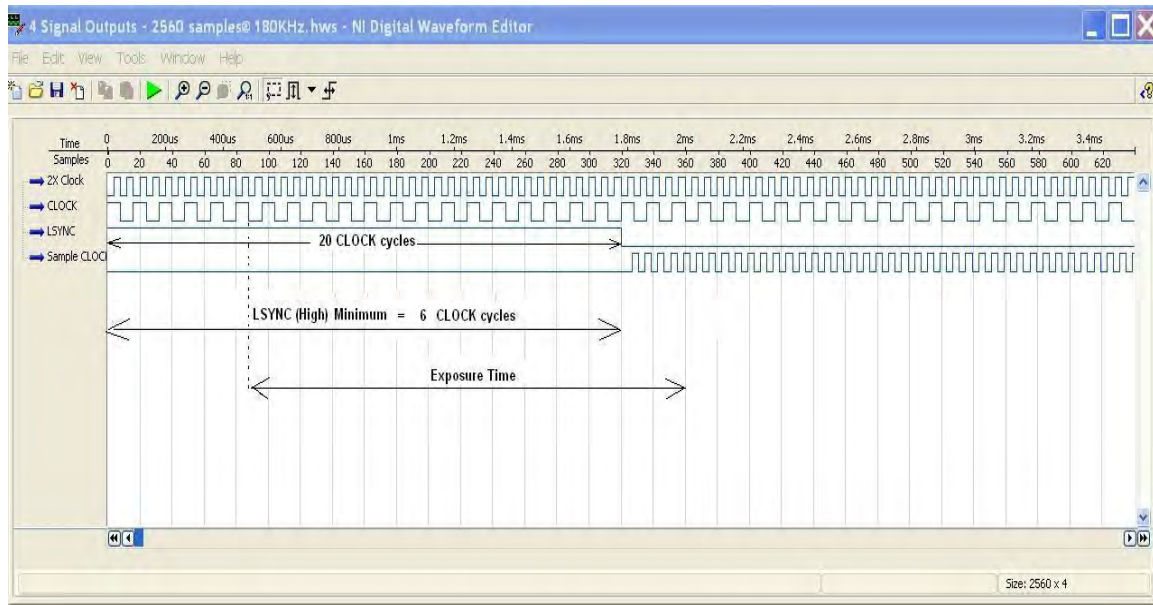 4 Signal Outputs - 2560 samples@ 180KHz.hws - NI Digital Waveform Editor
File Edit View Tools Window Help
Time 0 200us 400us 600us 800us 1ms 1.2ms 1.4ms 1.6ms 1.8ms 2ms 2.2ms 2.4ms 2.6ms 2.8ms 3ms 3.2ms 3.4ms
Samples 0 20 40 60 80 100 120 140 160 180 200 220 240 260 280 300 320 340 360 380 400 420 440 460 480 500 520 540 560 580 600 620
2X Clock
CLOCK
LSYNC
20 CLOCK cycles
Sample CLOC
LSYNC (High) Minimum = 6 CLOCK cycles
Exposure Time
Size: 2560 x 4